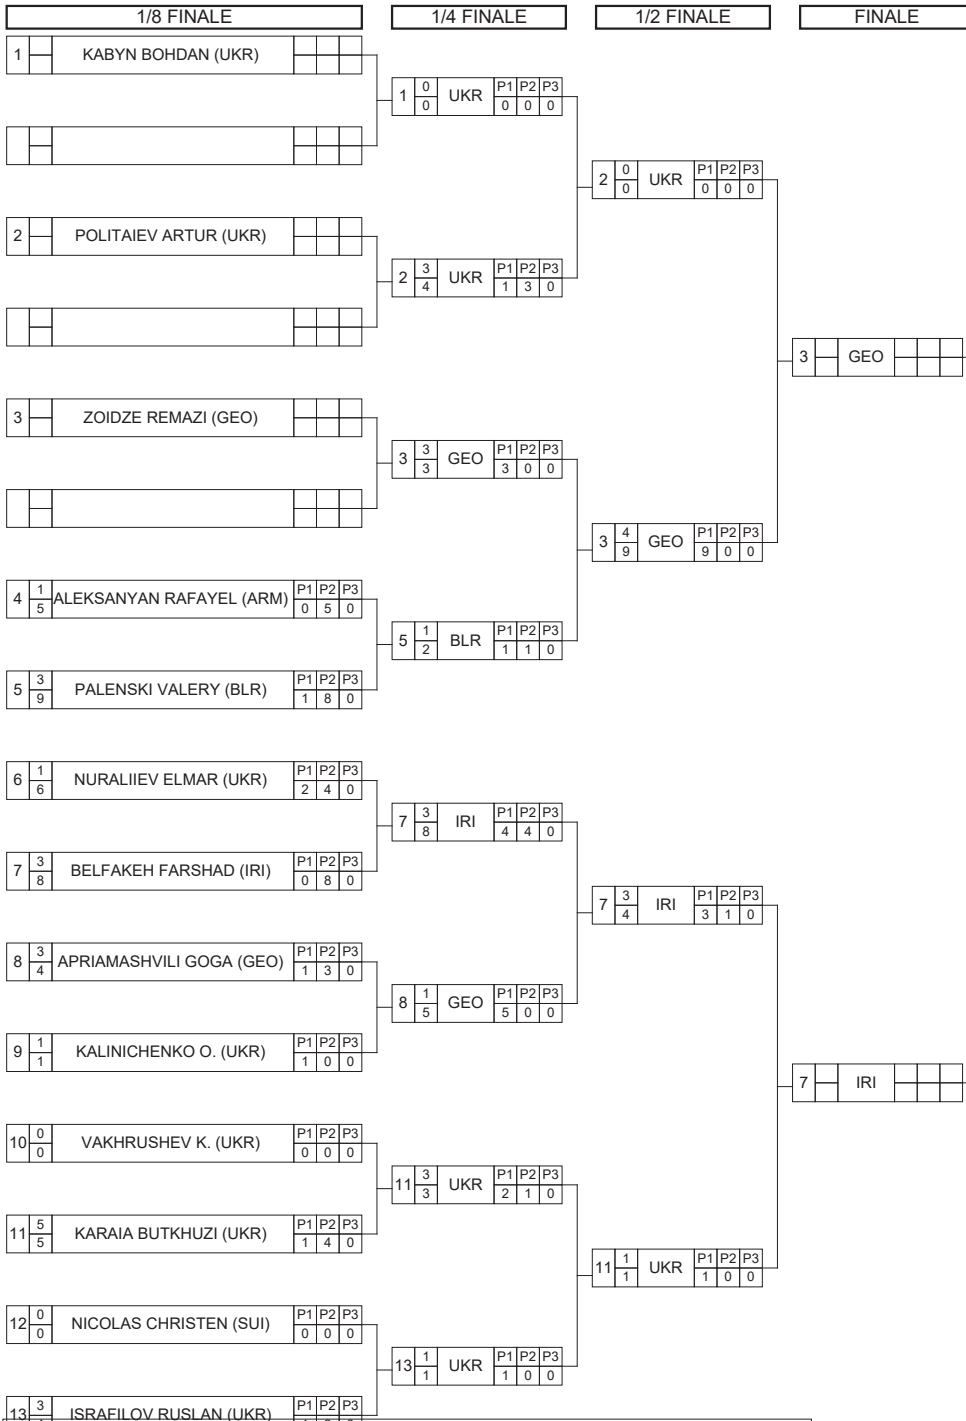 1/8 FINALE 1/4 FINALE 1/2 FINALE FINALE
1 KABYN BOHDAN (UKR)
1 0 0 UKR P1 P2 P3 0 0 0
2 0 0 UKR P1 P2 P3 0 0 0
2 POLITAIEV ARTUR (UKR)
2 3 4 UKR P1 P2 P3 1 3 0
3 GEO
3 ZOIDZE REMAZI (GEO)
3 3 3 GEO P1 P2 P3 3 0 0
3 4 9 GEO P1 P2 P3 9 0 0
4 1 5 ALEKSANYAN RAFAYEL (ARM) P1 P2 P3 0 5 0
5 1 2 BLR P1 P2 P3 1 1 0
5 3 9 PALENSKI VALERY (BLR) P1 P2 P3 1 8 0
6 1 6 NURALIIEV ELMAR (UKR) P1 P2 P3 2 4 0
7 3 8 IRI P1 P2 P3 4 4 0
7 3 8 BELFAKEH FARSHAD (IRI) P1 P2 P3 0 8 0
7 3 4 IRI P1 P2 P3 3 1 0
8 3 4 APRIAMASHVILI GOGA (GEO) P1 P2 P3 1 3 0
8 1 5 GEO P1 P2 P3 5 0 0
9 1 1 KALINICHENKO O. (UKR) P1 P2 P3 1 0 0
7 IRI
10 0 0 VAKHRUSHEV K. (UKR) P1 P2 P3 0 0 0
11 3 3 UKR P1 P2 P3 2 1 0
11 5 5 KARAIA BUTKHUZI (UKR) P1 P2 P3 1 4 0
11 1 1 UKR P1 P2 P3 1 0 0
12 0 0 NICOLAS CHRISTEN (SUI) P1 P2 P3 0 0 0
13 1 1 UKR P1 P2 P3 1 0 0
13 3 ISRAFILOV RUSLAN (UKR) P1 P2 P3